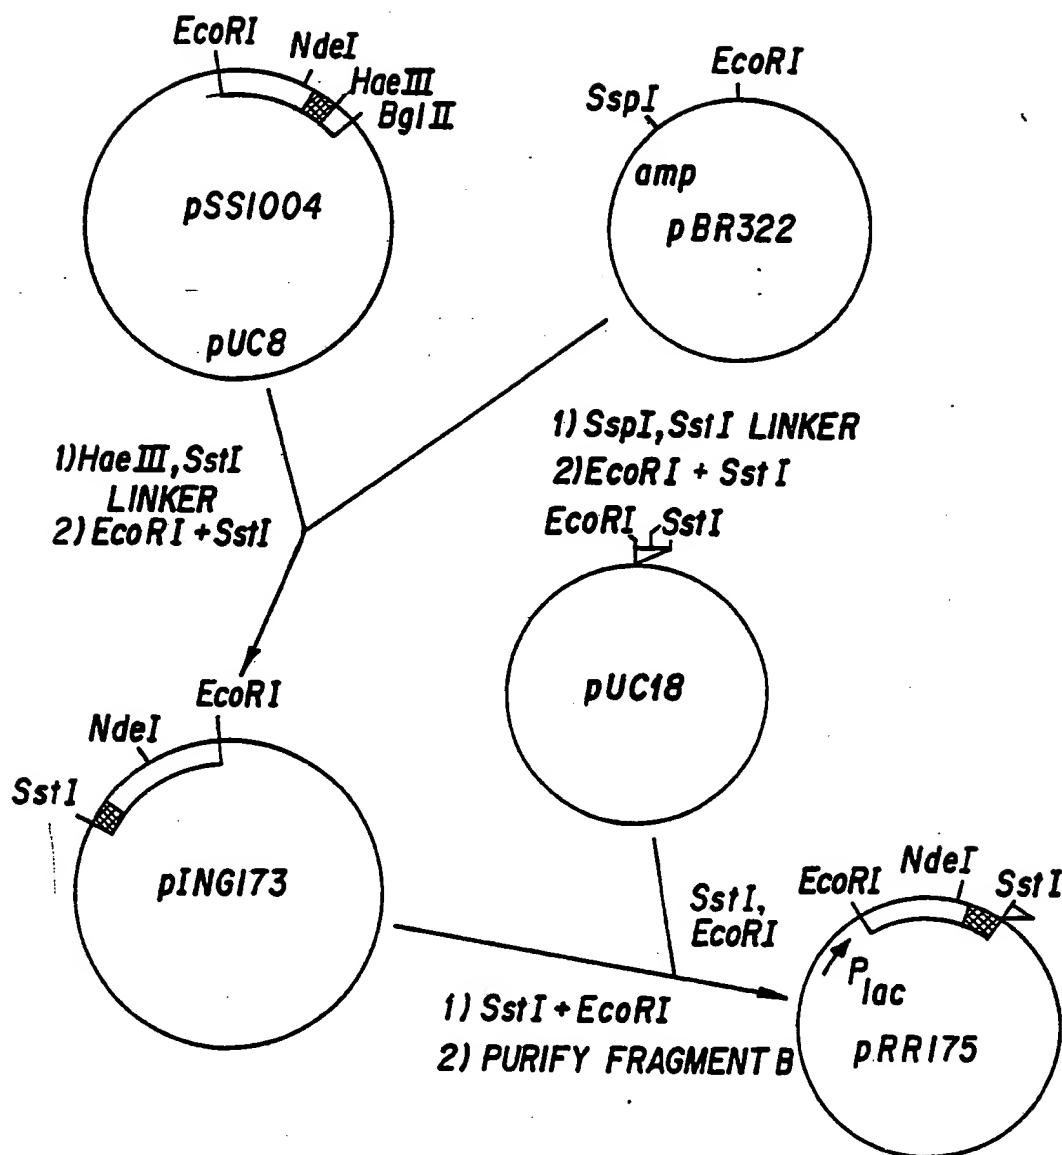 EcoRI
NdeI
HaeIII
BglII
pSS1004
pUC8
EcoRI
SspI
amp
pBR322
1)HaeIII,SstI
LINKER
2)EcoRI+SstI
1)SspI,SstI LINKER
2)EcoRI + SstI
EcoRI
SstI
pUC18
EcoRI
NdeI
SstI
pING173
SstI,
EcoRI
1) SstI+EcoRI
2) PURIFY FRAGMENT B
EcoRI
NdeI
SstI
Plac
pRR175